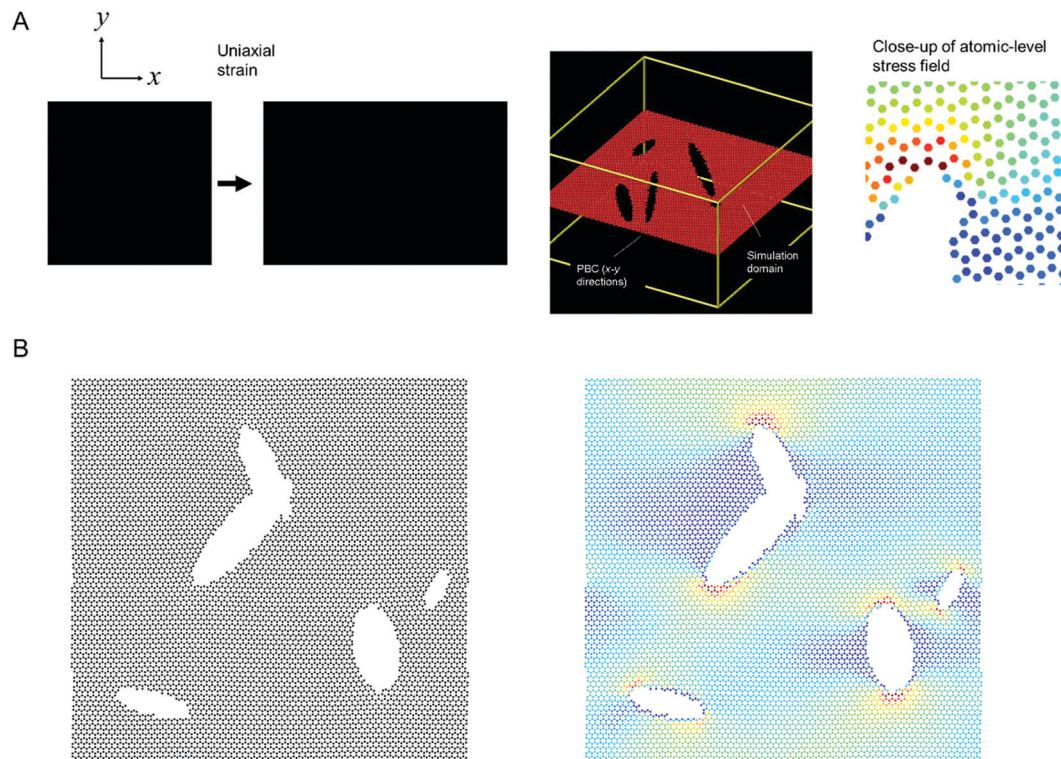 A
y
x
Uniaxial
strain
PBC (x-y
directions)
Simulation
domain
Close-up of atomic-level
stress field
B